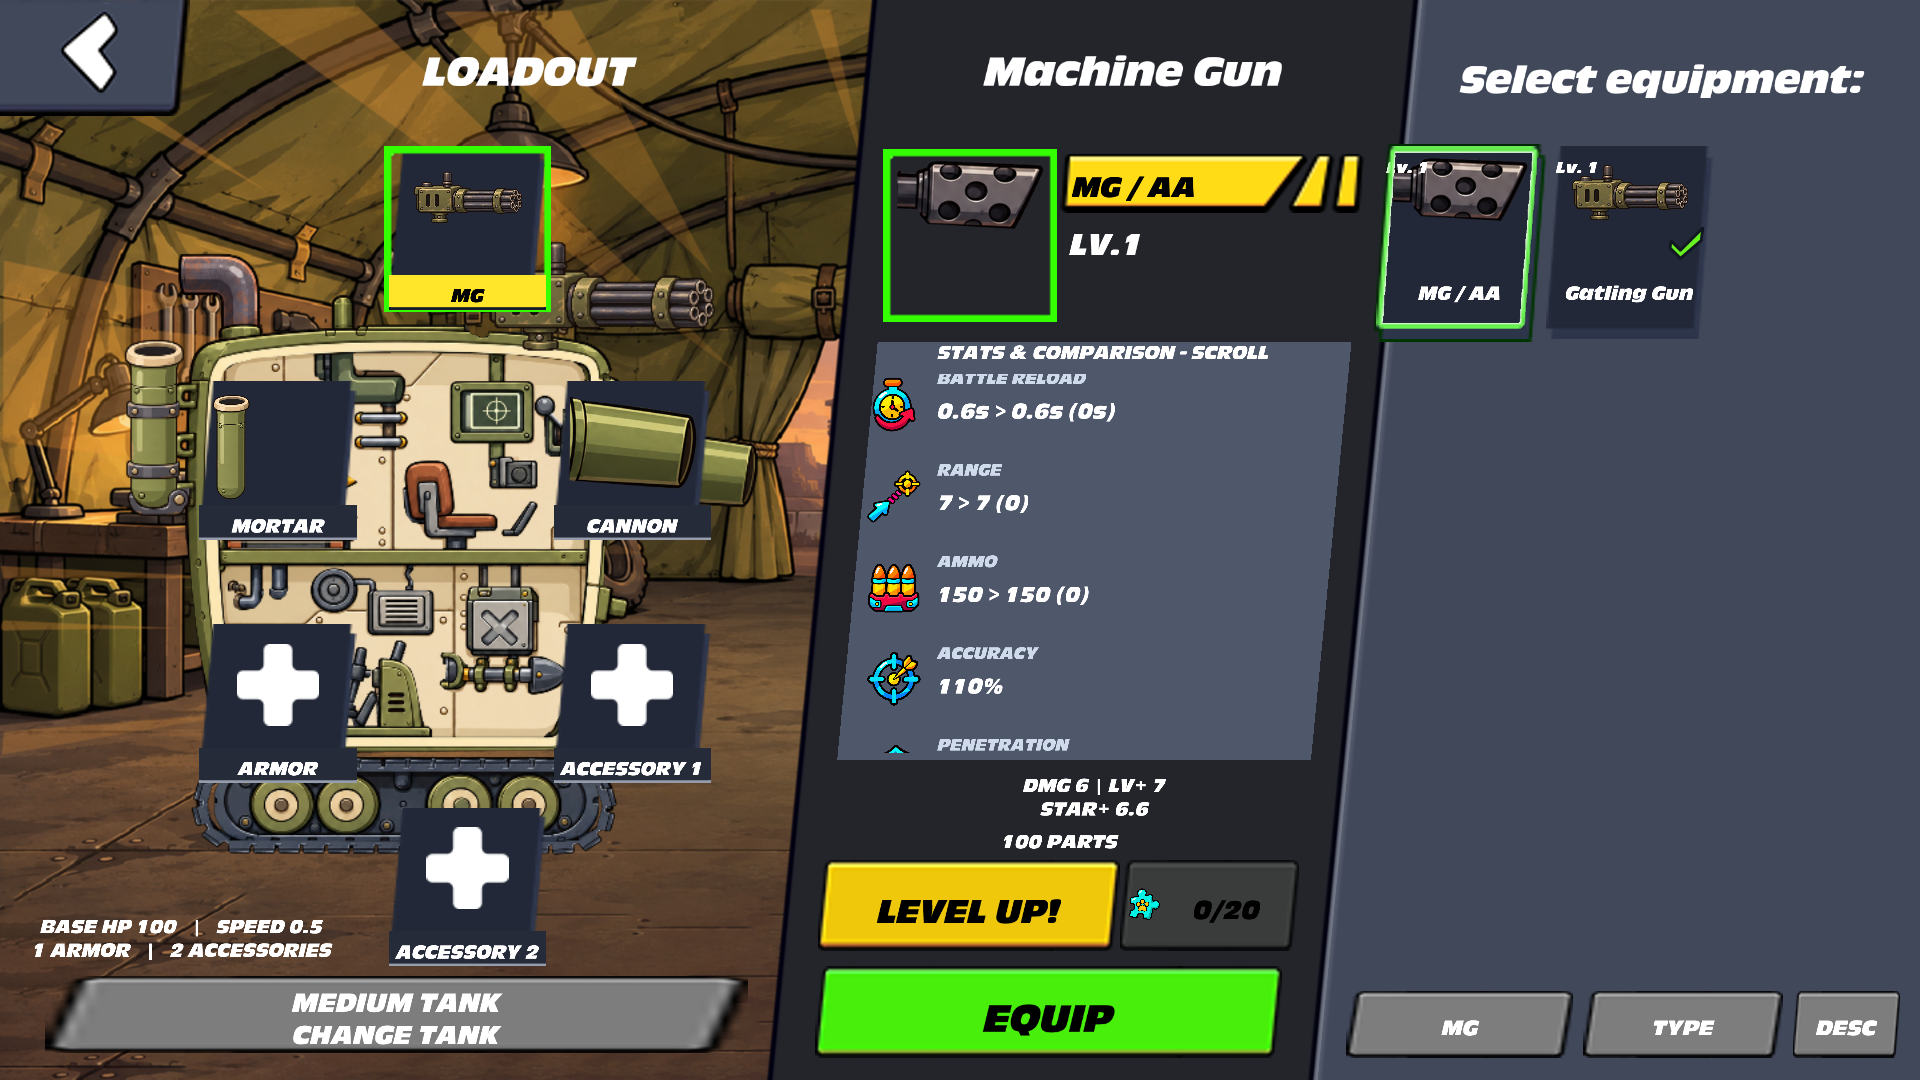 LOADOUT
MG
MORTAR
CANNON
ARMOR
ACCESSORY 1
ACCESSORY 2
BASE HP 100 | SPEED 0.5
1 ARMOR | 2 ACCESSORIES
MEDIUM TANK
CHANGE TANK
Machine Gun
MG / AA
LV.1
STATS & COMPARISON - SCROLL
BATTLE RELOAD
0.6s > 0.6s (0s)
RANGE
7 > 7 (0)
AMMO
150 > 150 (0)
ACCURACY
110%
PENETRATION
DMG 6 | LV+ 7
STAR+ 6.6
100 PARTS
LEVEL UP!
0/20
EQUIP
Select equipment:
Lv. 1
MG / AA
Lv. 1
Gatling Gun
MG
TYPE
DESC